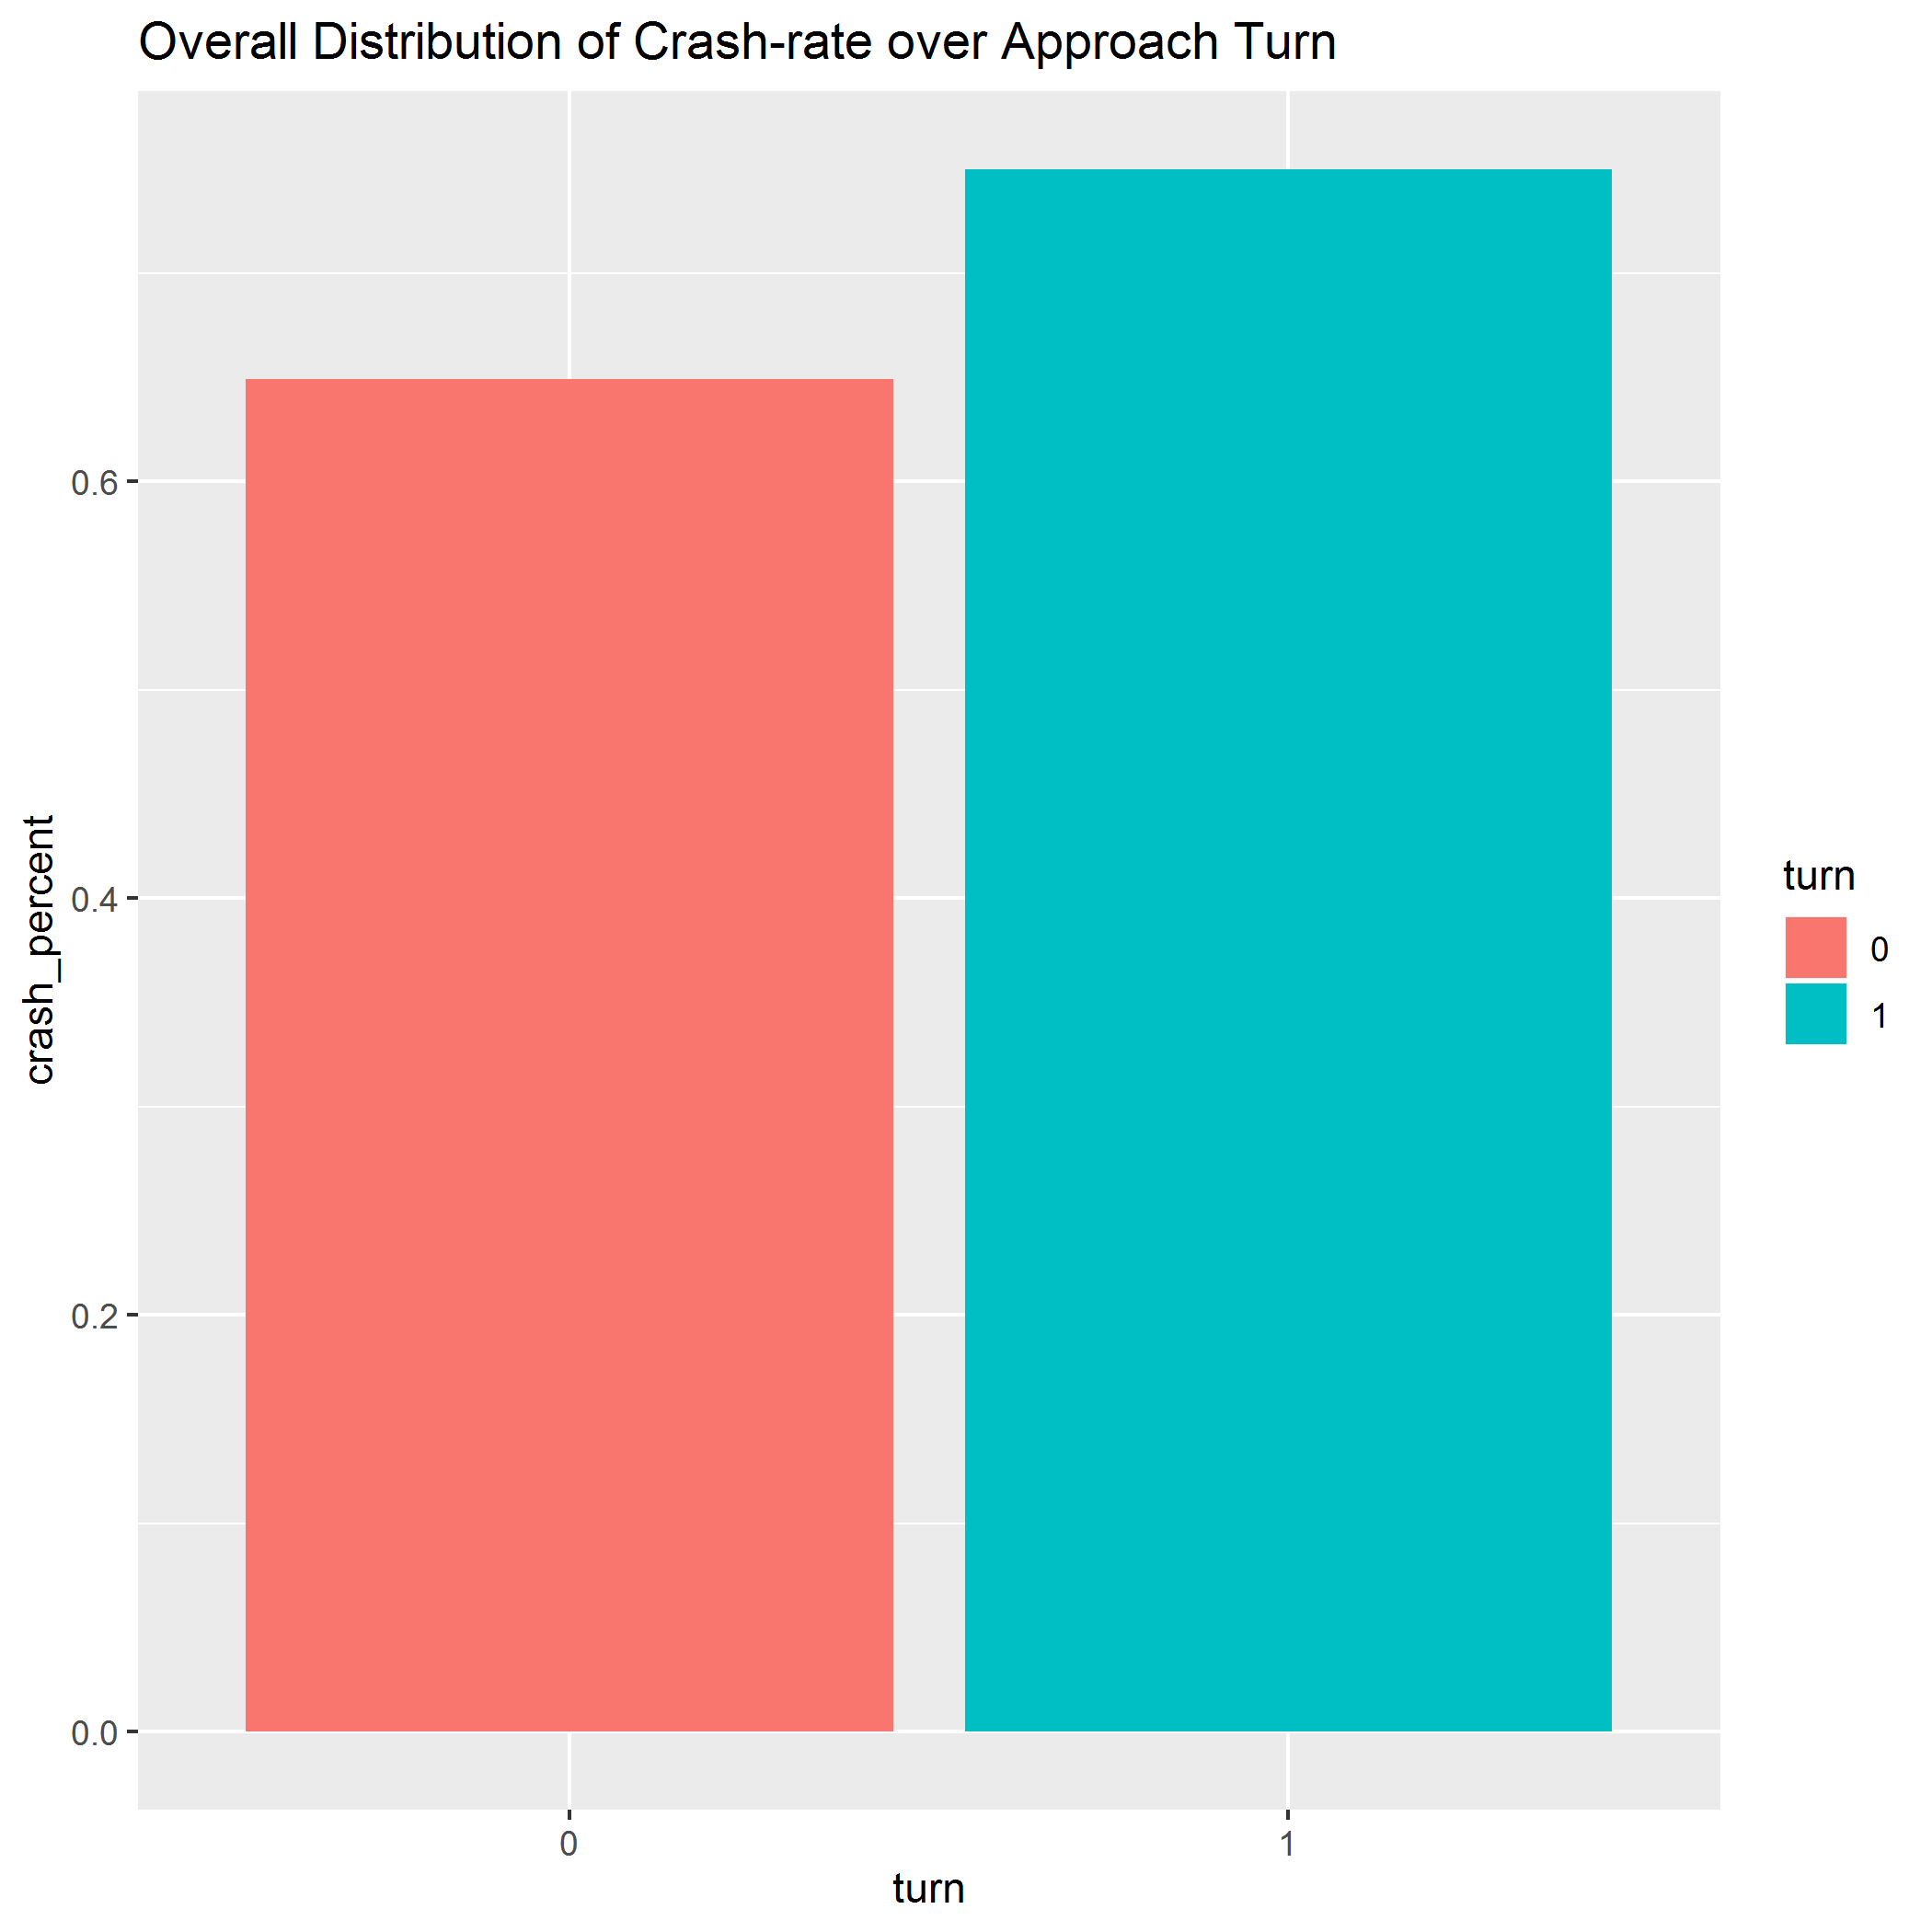 Overall Distribution of Crash-rate over Approach Turn
crash_percent
0.6
0.4
0.2
0.0
0
1
turn
turn
0
1